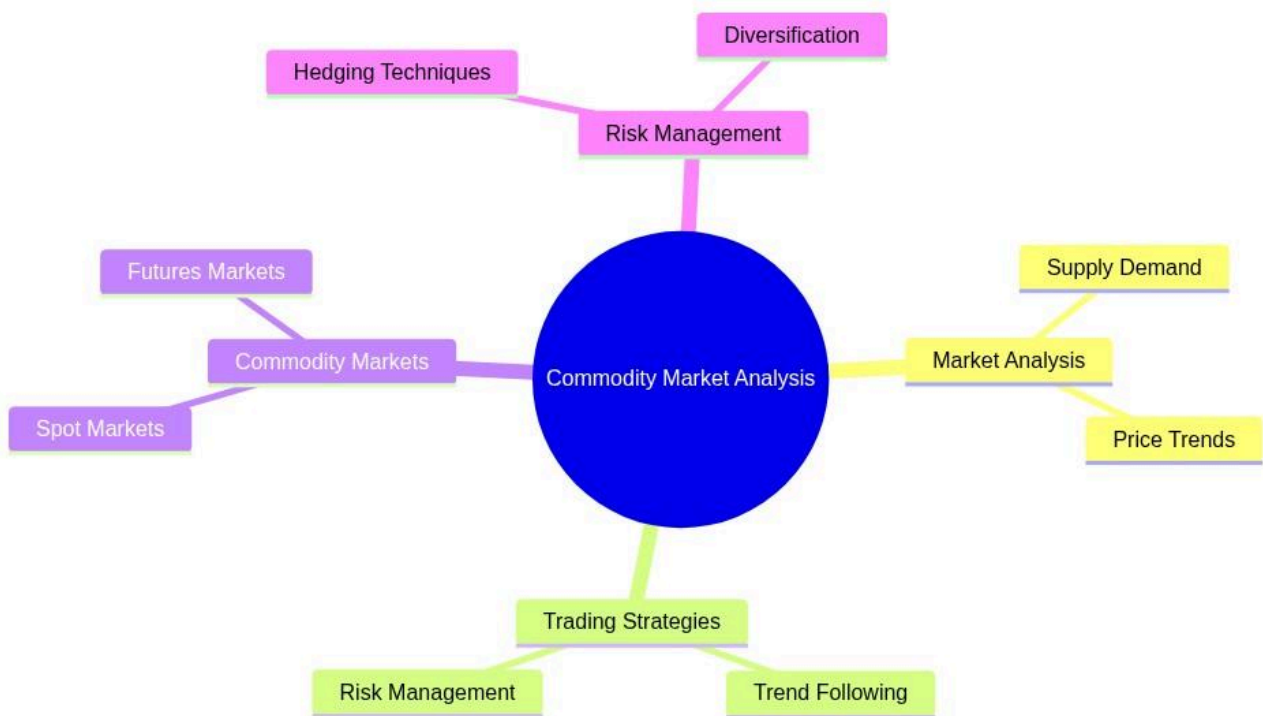 Diversification
Hedging Techniques
Risk Management
Futures Markets
Supply Demand
Commodity Markets
Commodity Market Analysis
Market Analysis
Spot Markets
Price Trends
Trading Strategies
Risk Management
Trend Following